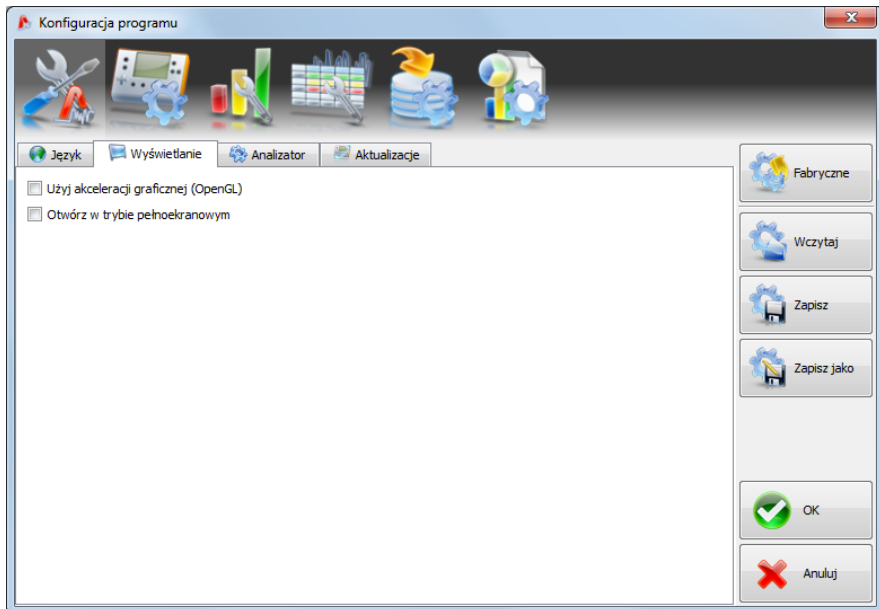 Konfiguracja programu
Język
Wyświetlanie
Analizator
Aktualizacje
Użyj akceleracji graficznej (OpenGL)
Otwórz w trybie pełnoekranowym
Fabryczne
Wczytaj
Zapisz
Zapisz jako
OK
Anuluj